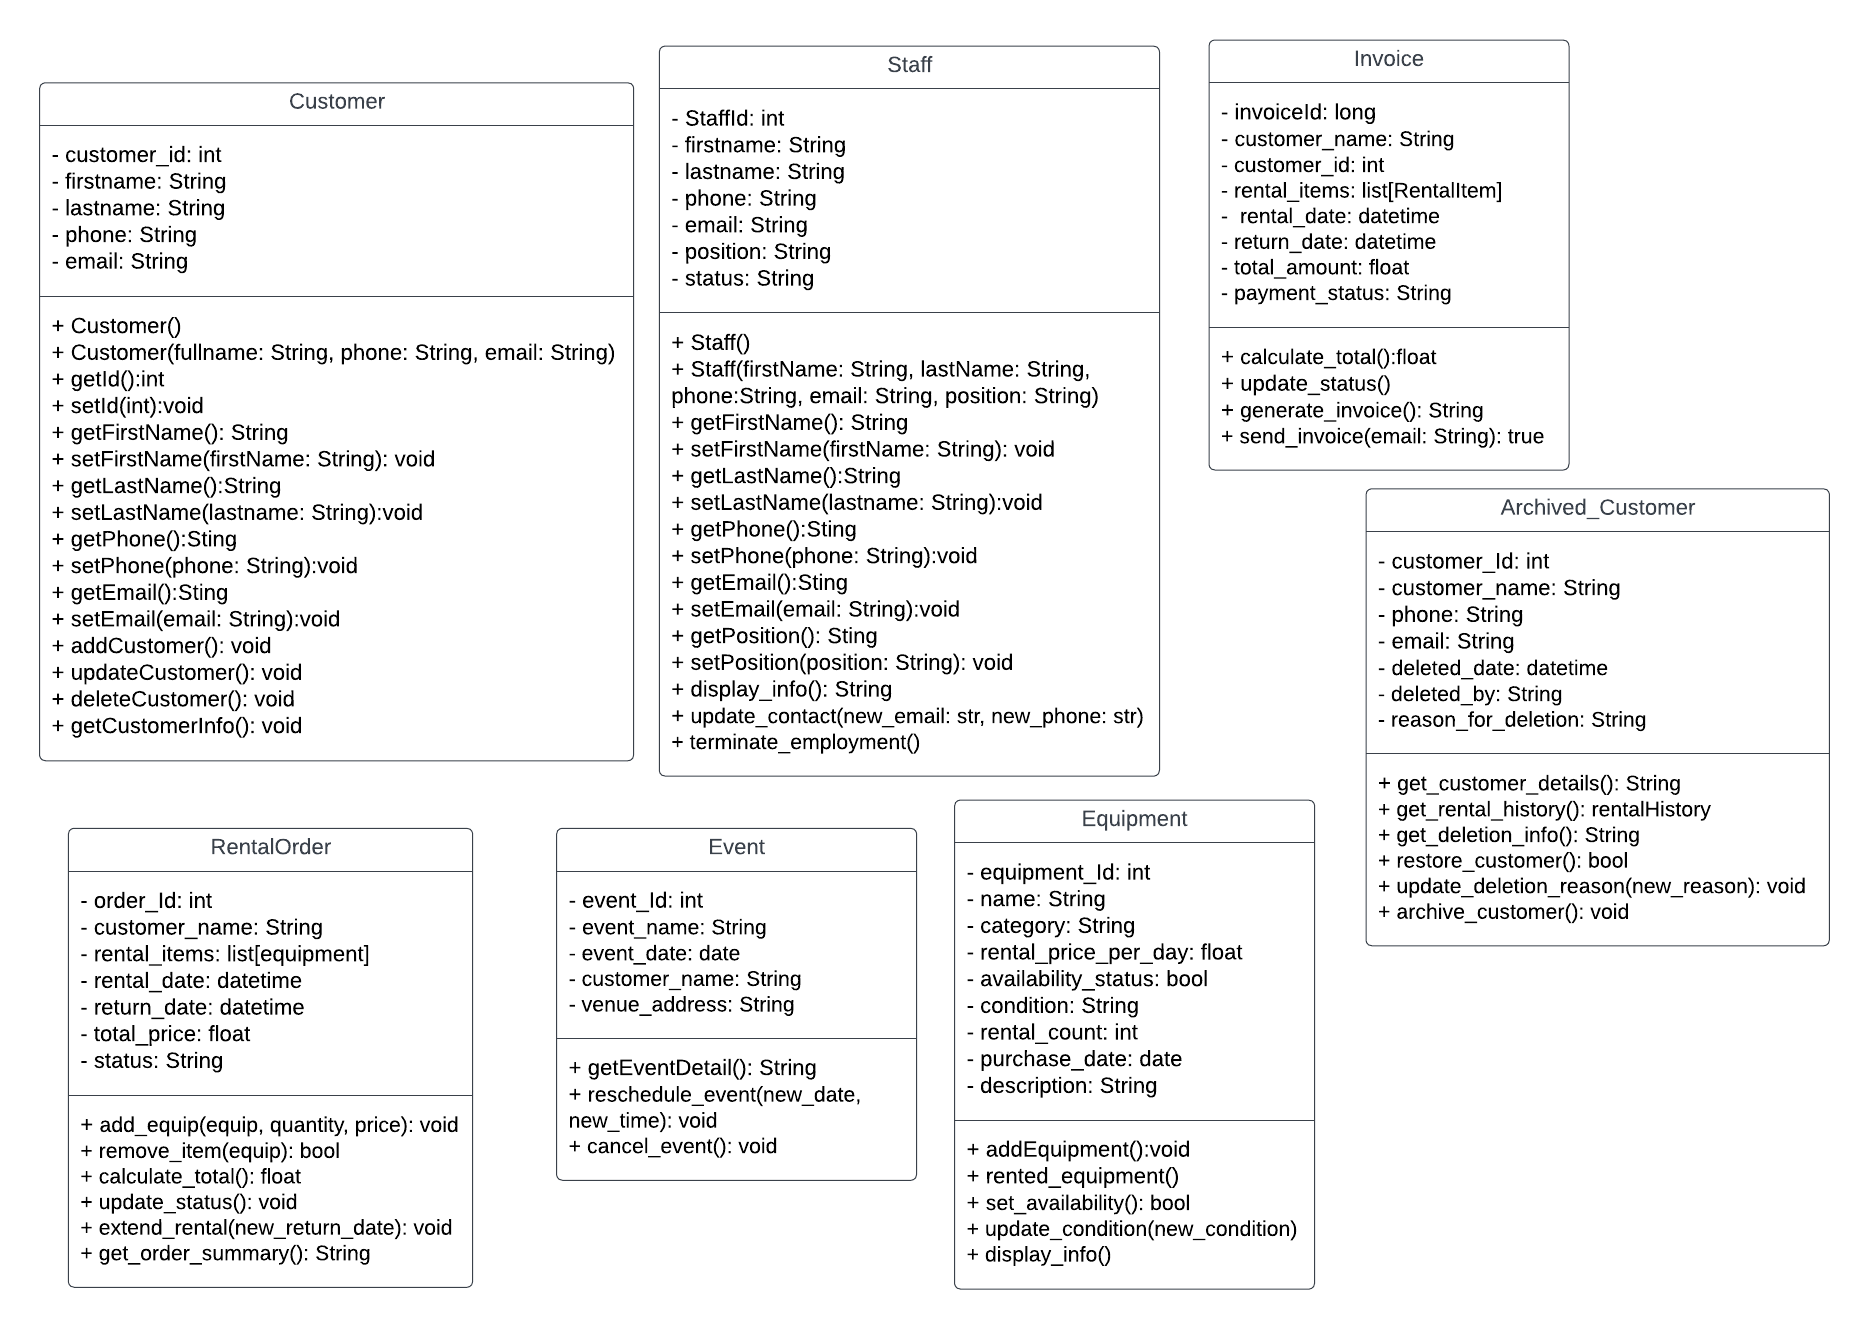 Customer
- customer_id: int
- firstname: String
- lastname: String
- phone: String
- email: String
+ Customer()
+ Customer(fullname: String, phone: String, email: String)
+ getId():int
+ setId(int):void
+ getFirstName(): String
+ setFirstName(firstName: String): void
+ getLastName():String
+ setLastName(lastname: String):void
+ getPhone():Sting
+ setPhone(phone: String):void
+ getEmail():Sting
+ setEmail(email: String):void
+ addCustomer(): void
+ updateCustomer(): void
+ deleteCustomer(): void
+ getCustomerInfo(): void
Staff
- StaffId: int
- firstname: String
- lastname: String
- phone: String
- email: String
- position: String
- status: String
+ Staff()
+ Staff(firstName: String, lastName: String,
phone:String, email: String, position: String)
+ getFirstName(): String
+ setFirstName(firstName: String): void
+ getLastName():String
+ setLastName(lastname: String):void
+ getPhone():Sting
+ setPhone(phone: String):void
+ getEmail():Sting
+ setEmail(email: String):void
+ getPosition(): Sting
+ setPosition(position: String): void
+ display_info(): String
+ update_contact(new_email: str, new_phone: str)
+ terminate_employment()
Invoice
- invoiceId: long
- customer_name: String
- customer_id: int
- rental_items: list[RentalItem]
- rental_date: datetime
- return_date: datetime
- total_amount: float
- payment_status: String
+ calculate_total():float
+ update_status()
+ generate_invoice(): String
+ send_invoice(email: String): true
Archived_Customer
- customer_Id: int
- customer_name: String
- phone: String
- email: String
- deleted_date: datetime
- deleted_by: String
- reason_for_deletion: String
+ get_customer_details(): String
+ get_rental_history(): rentalHistory
+ get_deletion_info(): String
+ restore_customer(): bool
+ update_deletion_reason(new_reason): void
+ archive_customer(): void
RentalOrder
- order_Id: int
- customer_name: String
- rental_items: list[equipment]
- rental_date: datetime
- return_date: datetime
- total_price: float
- status: String
+ add_equip(equip, quantity, price): void
+ remove_item(equip): bool
+ calculate_total(): float
+ update_status(): void
+ extend_rental(new_return_date): void
+ get_order_summary(): String
Event
- event_Id: int
- event_name: String
- event_date: date
- customer_name: String
- venue_address: String
+ getEventDetail(): String
+ reschedule_event(new_date,
new_time): void
+ cancel_event(): void
Equipment
- equipment_Id: int
- name: String
- category: String
- rental_price_per_day: float
- availability_status: bool
- condition: String
- rental_count: int
- purchase_date: date
- description: String
+ addEquipment():void
+ rented_equipment()
+ set_availability(): bool
+ update_condition(new_condition)
+ display_info()